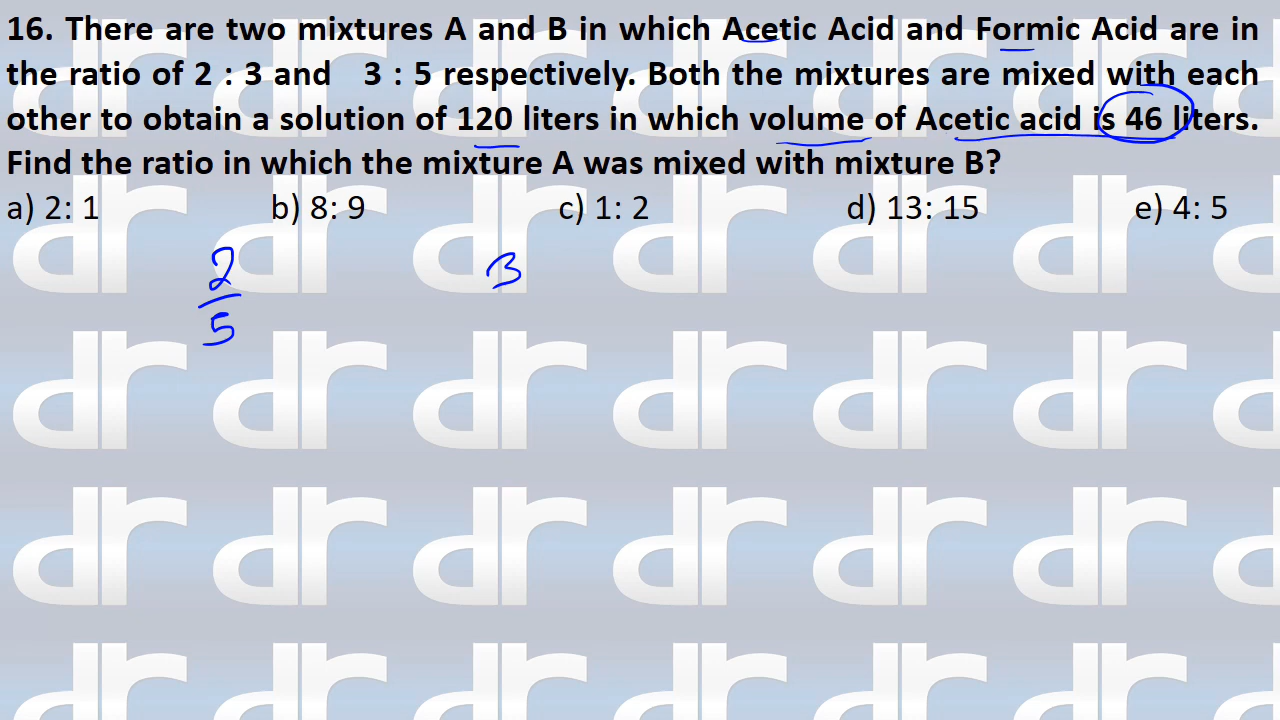 16. There are two mixtures A and B in which Acetic Acid and Formic Acid are in
the ratio of 2 : 3 and 3 : 5 respectively. Both the mixtures are mixed with each
other to obtain a solution of 120 liters in which volume of Acetic acid is 46 liters.
Find the ratio in which the mixture A was mixed with mixture B?
a) 2: 1 b) 8: 9 c) 1: 2 d) 13: 15 e) 4: 5
2 3
5